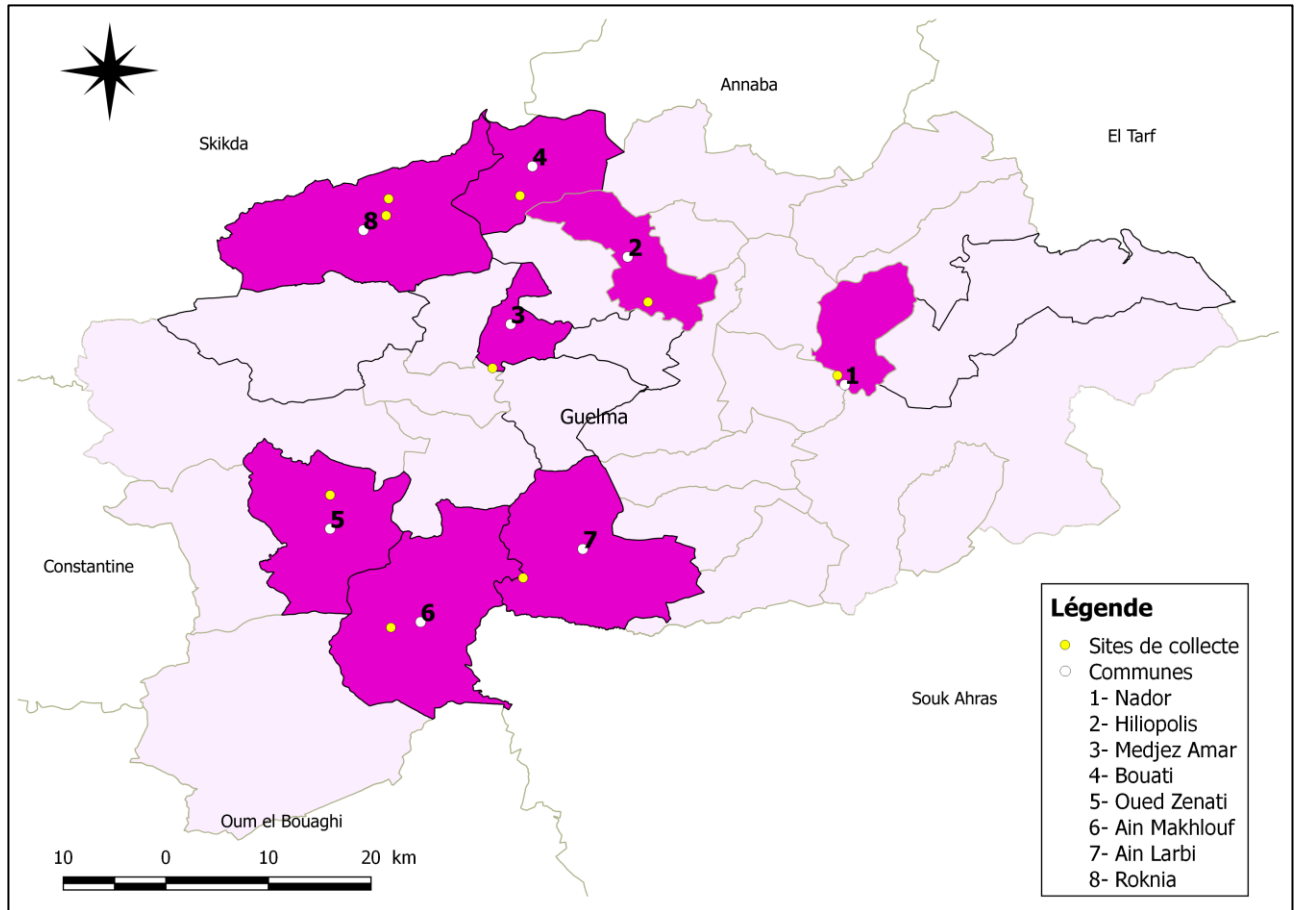 Annaba
El Tarf
Skikda
4
8
2
3
1
Guelma
5
7
Constantine
6
Souk Ahras
Oum el Bouaghi
10 0 10 20 km
Légende
Sites de collecte
Communes
1- Nador
2- Hiliopolis
3- Medjez Amar
4- Bouati
5- Oued Zenati
6- Ain Makhlouf
7- Ain Larbi
8- Roknia